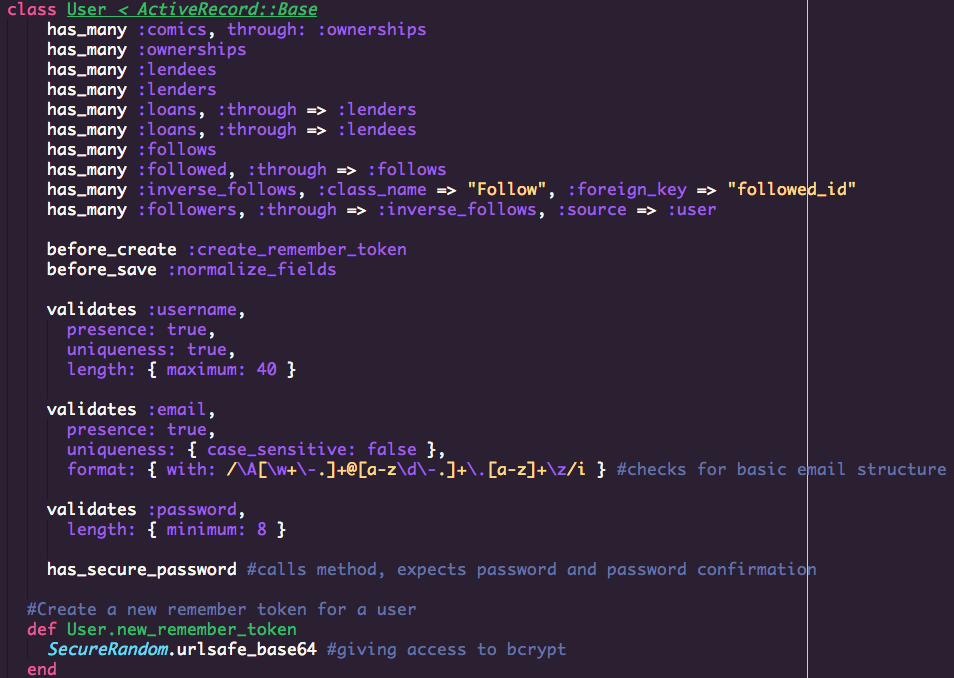 class User < ActiveRecord::Base
    has_many :comics, through: :ownerships
    has_many :ownerships
    has_many :lendees
    has_many :lenders
    has_many :loans, :through => :lenders
    has_many :loans, :through => :lendees
    has_many :follows
    has_many :followed, :through => :follows
    has_many :inverse_follows, :class_name => "Follow", :foreign_key => "followed_id"
    has_many :followers, :through => :inverse_follows, :source => :user

    before_create :create_remember_token
    before_save :normalize_fields

    validates :username,
      presence: true,
      uniqueness: true,
      length: { maximum: 40 }

    validates :email,
      presence: true,
      uniqueness: { case_sensitive: false },
      format: { with: /\A[\w+\-.]+@[a-z\d\-.]+\.[a-z]+\z/i } #checks for basic email structure

    validates :password,
      length: { minimum: 8 }

    has_secure_password #calls method, expects password and password confirmation

  #Create a new remember token for a user
  def User.new_remember_token
    SecureRandom.urlsafe_base64 #giving access to bcrypt
  end